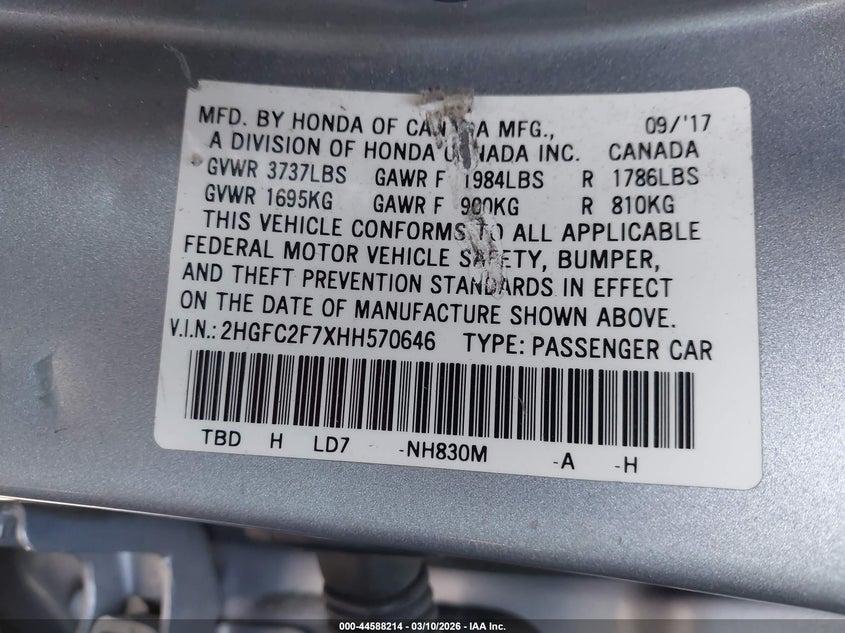 MFD. BY HONDA OF CANADA MFG., 09/'17
A DIVISION OF HONDA CANADA INC. CANADA
GVWR 3737LBS GAWR F 1984LBS R 1786LBS
GVWR 1695KG GAWR F 900KG R 810KG
THIS VEHICLE CONFORMS TO ALL APPLICABLE
FEDERAL MOTOR VEHICLE SAFETY, BUMPER,
AND THEFT PREVENTION STANDARDS IN EFFECT
ON THE DATE OF MANUFACTURE SHOWN ABOVE.
V.I.N.: 2HGFC2F7XHH570646 TYPE: PASSENGER CAR
TBD H LD7 -NH830M -A -H
000-44588214 - 03/10/2026 - IAA Inc.